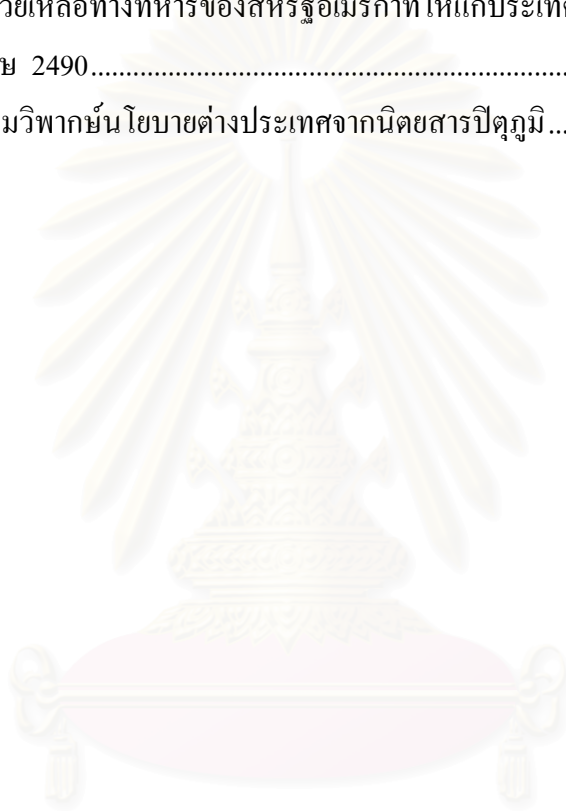 วยเหลือทางทหารของสหรัฐอเมริกาที่ให้แก่ประเทศ
ษ 2490......................................................................
มวิพากษ์นโยบายต่างประเทศจากนิตยสารปิตุภูมิ...